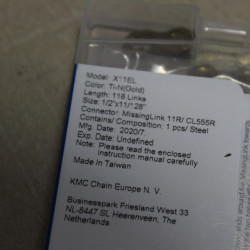 Model: X11EL
Color: Ti-N(Gold)
Length: 118 Links
Size: 1/2"x11/128"
Connector: MissingLink 11R/ CL555R
Contains/ Composition: 1 pcs/ Steel
Mfg. Date: 2020/7
Exp. Date: Undefined
Note: Please read the enclosed
instruction manual carefully
Made In Taiwan
KMC Chain Europe N. V.
Businesspark Friesland West 33
NL-8447 SL Heerenveen, The
Netherlands